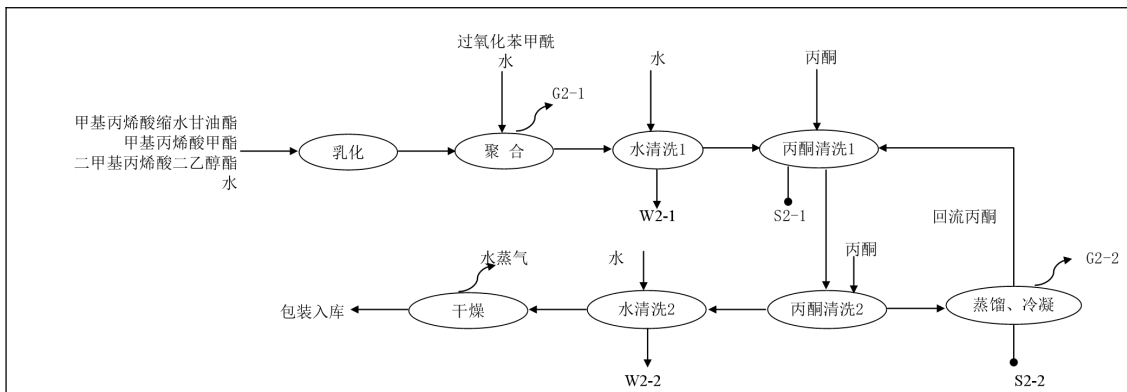 过氧化苯甲酰
水
水
丙酮
G2-1
甲基丙烯酸缩水甘油酯
甲基丙烯酸甲酯
二甲基丙烯酸二乙醇酯
水
乳化
聚 合
水清洗1
丙酮清洗1
W2-1
S2-1
回流丙酮
水蒸气
水
丙酮
G2-2
包装入库
干燥
水清洗2
丙酮清洗2
蒸馏、冷凝
W2-2
S2-2